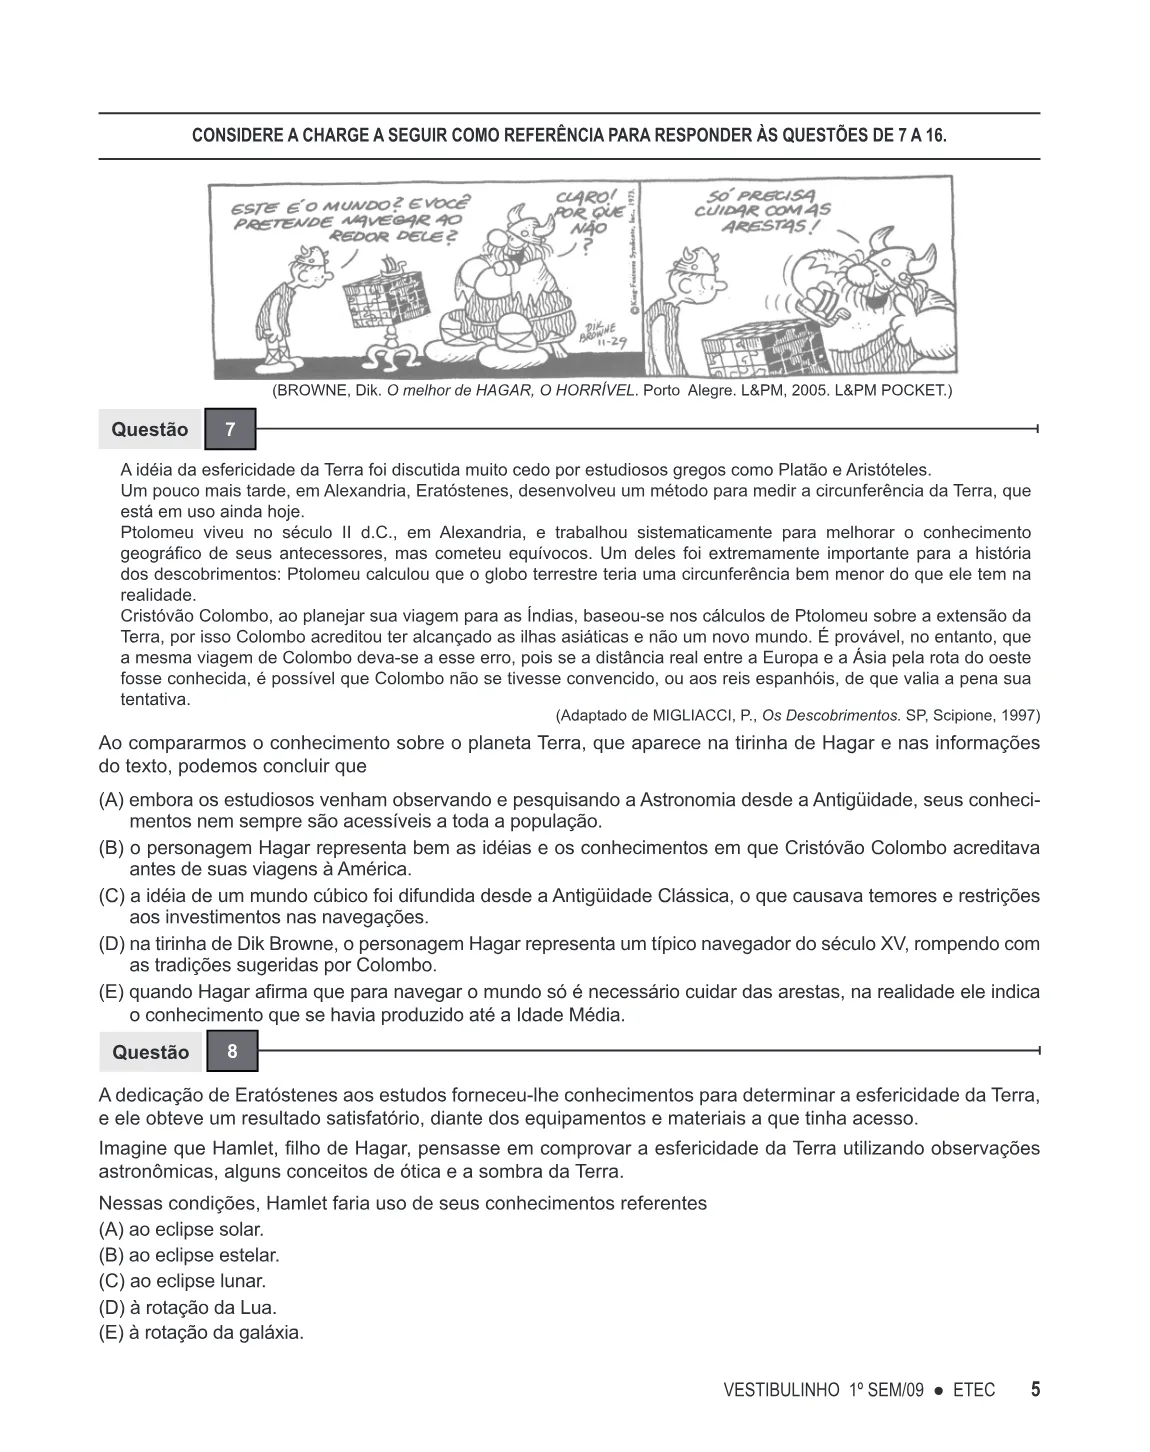 CONSIDERE A CHARGE A SEGUIR COMO REFERÊNCIA PARA RESPONDER ÀS QUESTÕES DE 7 A 16.
ESTE É O MUNDO? E VOCÊ
PRETENDE NAVEGAR AO
REDOR DELE?
CLARO!
POR QUE
NÃO
?
© King Features Syndicate, Inc., 1973.
DIK
BROWNE
11-29
SÓ PRECISA
CUIDAR COM AS
ARESTAS!
(BROWNE, Dik. O melhor de HAGAR, O HORRÍVEL. Porto Alegre. L&PM, 2005. L&PM POCKET.)
Questão 7
A idéia da esfericidade da Terra foi discutida muito cedo por estudiosos gregos como Platão e Aristóteles.
Um pouco mais tarde, em Alexandria, Eratóstenes, desenvolveu um método para medir a circunferência da Terra, que
está em uso ainda hoje.
Ptolomeu viveu no século II d.C., em Alexandria, e trabalhou sistematicamente para melhorar o conhecimento
geográfico de seus antecessores, mas cometeu equívocos. Um deles foi extremamente importante para a história
dos descobrimentos: Ptolomeu calculou que o globo terrestre teria uma circunferência bem menor do que ele tem na
realidade.
Cristóvão Colombo, ao planejar sua viagem para as Índias, baseou-se nos cálculos de Ptolomeu sobre a extensão da
Terra, por isso Colombo acreditou ter alcançado as ilhas asiáticas e não um novo mundo. É provável, no entanto, que
a mesma viagem de Colombo deva-se a esse erro, pois se a distância real entre a Europa e a Ásia pela rota do oeste
fosse conhecida, é possível que Colombo não se tivesse convencido, ou aos reis espanhóis, de que valia a pena sua
tentativa.
(Adaptado de MIGLIACCI, P., Os Descobrimentos. SP, Scipione, 1997)
Ao compararmos o conhecimento sobre o planeta Terra, que aparece na tirinha de Hagar e nas informações
do texto, podemos concluir que
(A) embora os estudiosos venham observando e pesquisando a Astronomia desde a Antigüidade, seus conheci-
mentos nem sempre são acessíveis a toda a população.
(B) o personagem Hagar representa bem as idéias e os conhecimentos em que Cristóvão Colombo acreditava
antes de suas viagens à América.
(C) a idéia de um mundo cúbico foi difundida desde a Antigüidade Clássica, o que causava temores e restrições
aos investimentos nas navegações.
(D) na tirinha de Dik Browne, o personagem Hagar representa um típico navegador do século XV, rompendo com
as tradições sugeridas por Colombo.
(E) quando Hagar afirma que para navegar o mundo só é necessário cuidar das arestas, na realidade ele indica
o conhecimento que se havia produzido até a Idade Média.
Questão 8
A dedicação de Eratóstenes aos estudos forneceu-lhe conhecimentos para determinar a esfericidade da Terra,
e ele obteve um resultado satisfatório, diante dos equipamentos e materiais a que tinha acesso.
Imagine que Hamlet, filho de Hagar, pensasse em comprovar a esfericidade da Terra utilizando observações
astronômicas, alguns conceitos de ótica e a sombra da Terra.
Nessas condições, Hamlet faria uso de seus conhecimentos referentes
(A) ao eclipse solar.
(B) ao eclipse estelar.
(C) ao eclipse lunar.
(D) à rotação da Lua.
(E) à rotação da galáxia.
VESTIBULINHO 1º SEM/09 ● ETEC 5